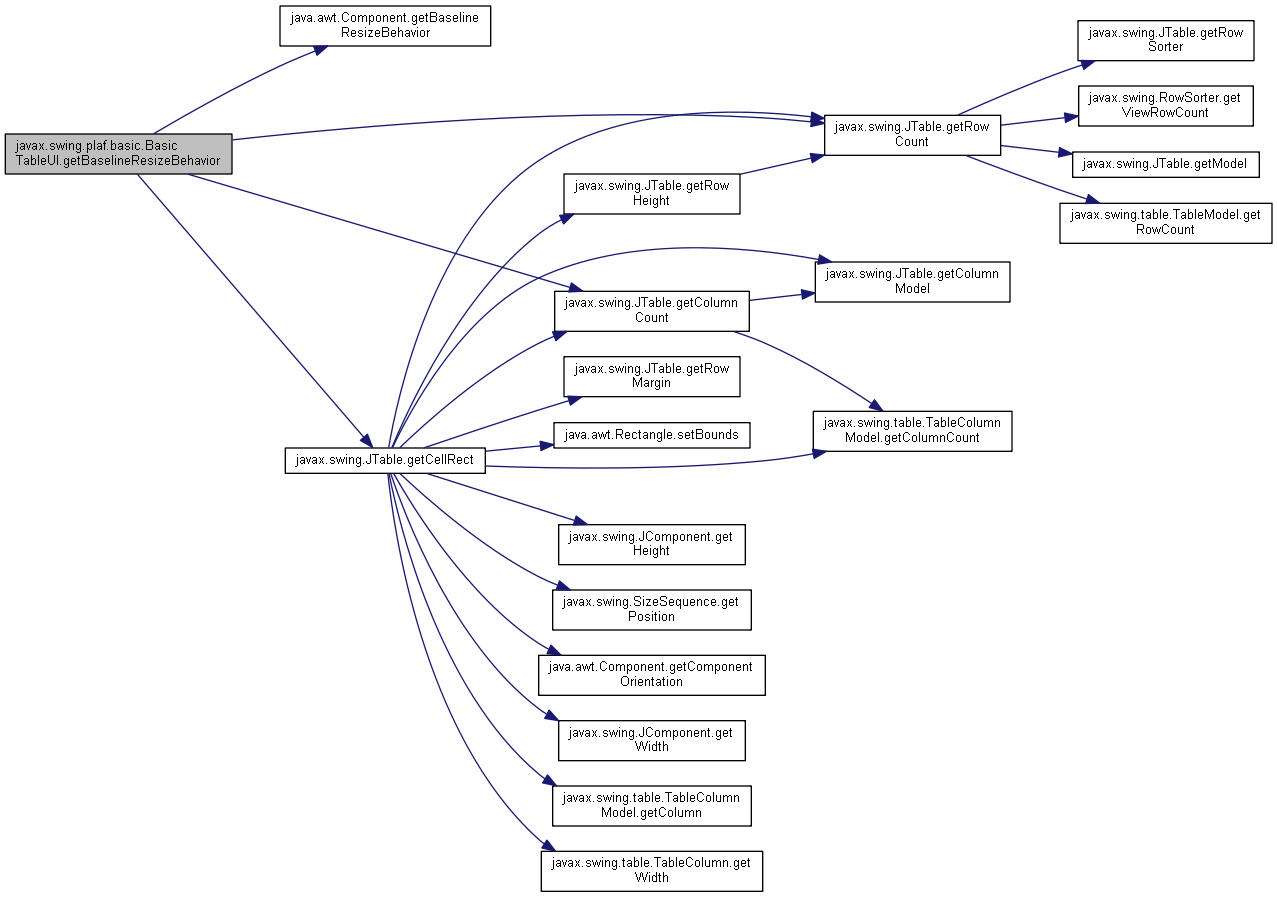 java.awt.Component.getBaseline
ResizeBehavior
javax.swing.plaf.basic.Basic
TableUI.getBaselineResizeBehavior
javax.swing.JTable.getCellRect
javax.swing.JTable.getRow
Height
javax.swing.JTable.getColumn
Count
javax.swing.JTable.getRow
Margin
java.awt.Rectangle.setBounds
javax.swing.JComponent.get
Height
javax.swing.SizeSequence.get
Position
java.awt.Component.getComponent
Orientation
javax.swing.JComponent.get
Width
javax.swing.table.TableColumn
Model.getColumn
javax.swing.table.TableColumn.get
Width
javax.swing.JTable.getRow
Count
javax.swing.JTable.getColumn
Model
javax.swing.table.TableColumn
Model.getColumnCount
javax.swing.JTable.getRow
Sorter
javax.swing.RowSorter.get
ViewRowCount
javax.swing.JTable.getModel
javax.swing.table.TableModel.get
RowCount